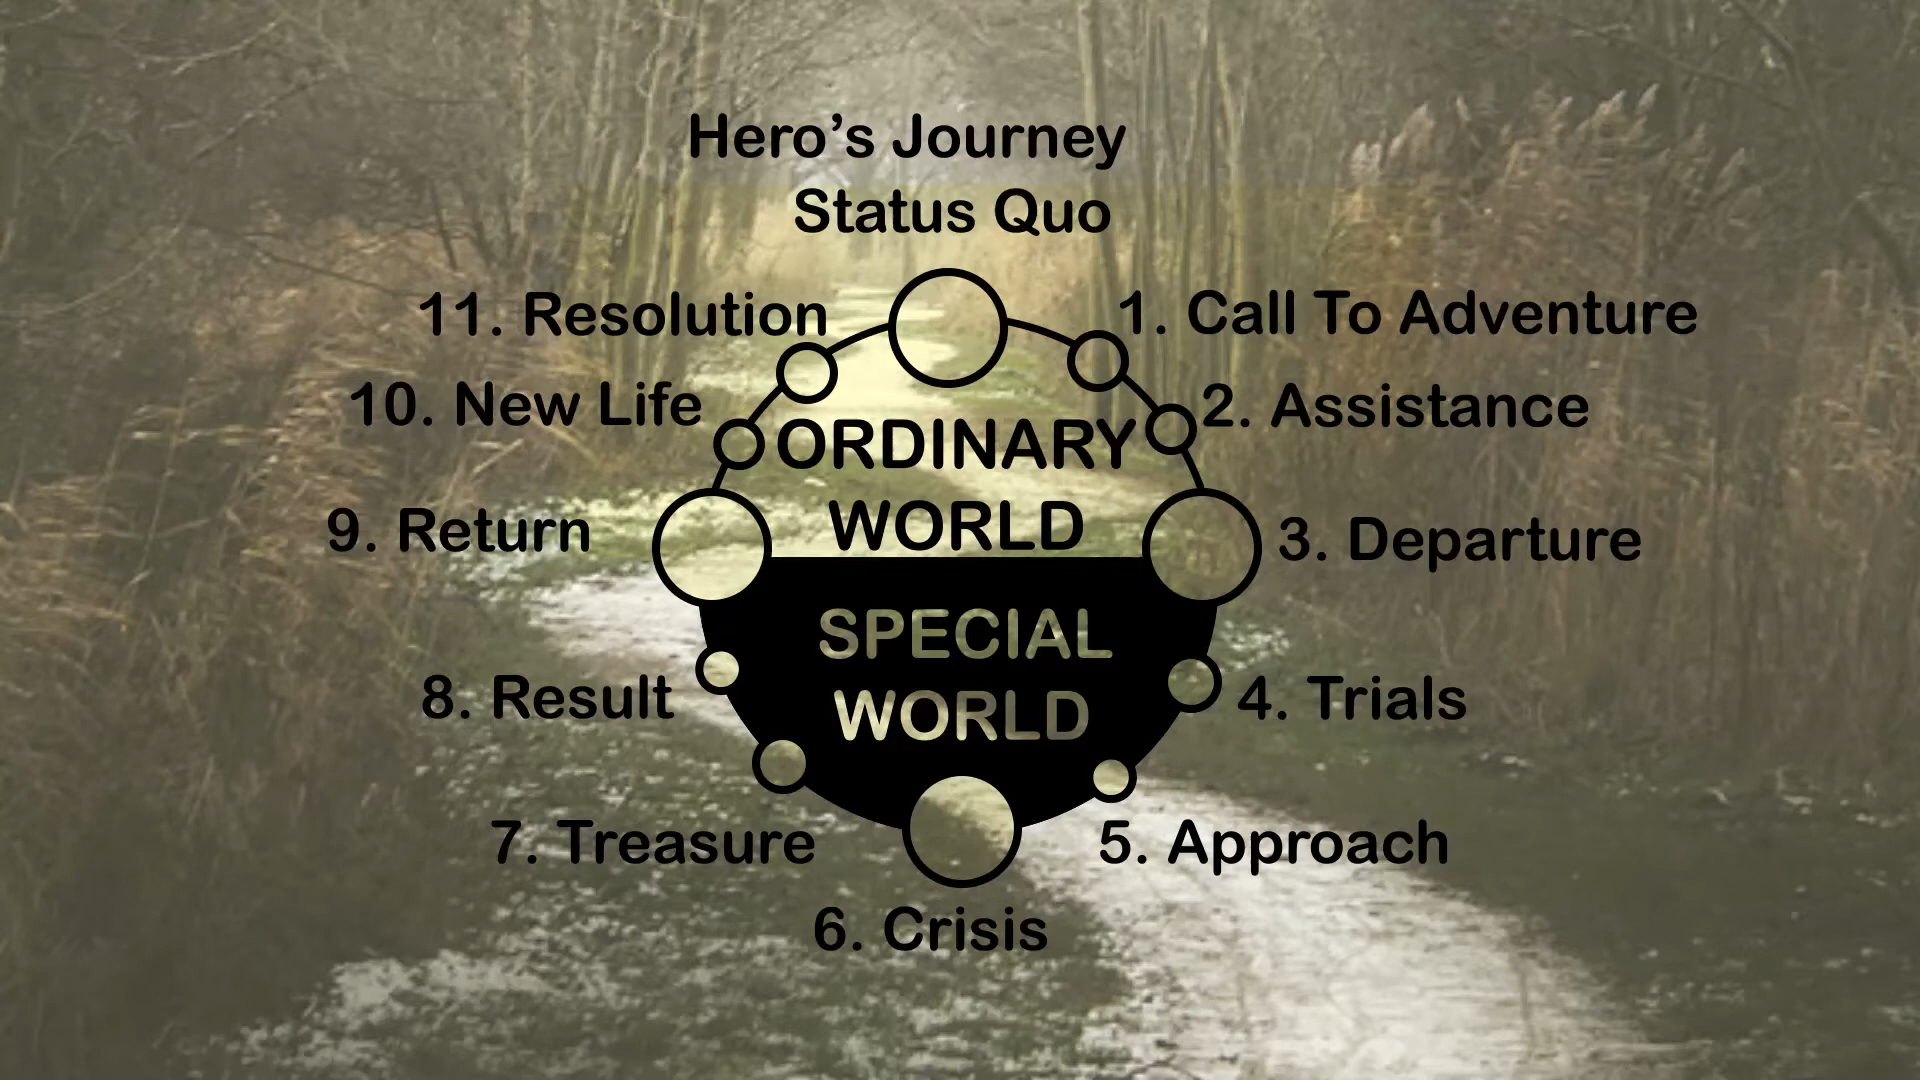 Hero's Journey
Status Quo
1. Call To Adventure
2. Assistance
3. Departure
4. Trials
5. Approach
6. Crisis
7. Treasure
8. Result
9. Return
10. New Life
11. Resolution
ORDINARY
WORLD
SPECIAL
WORLD